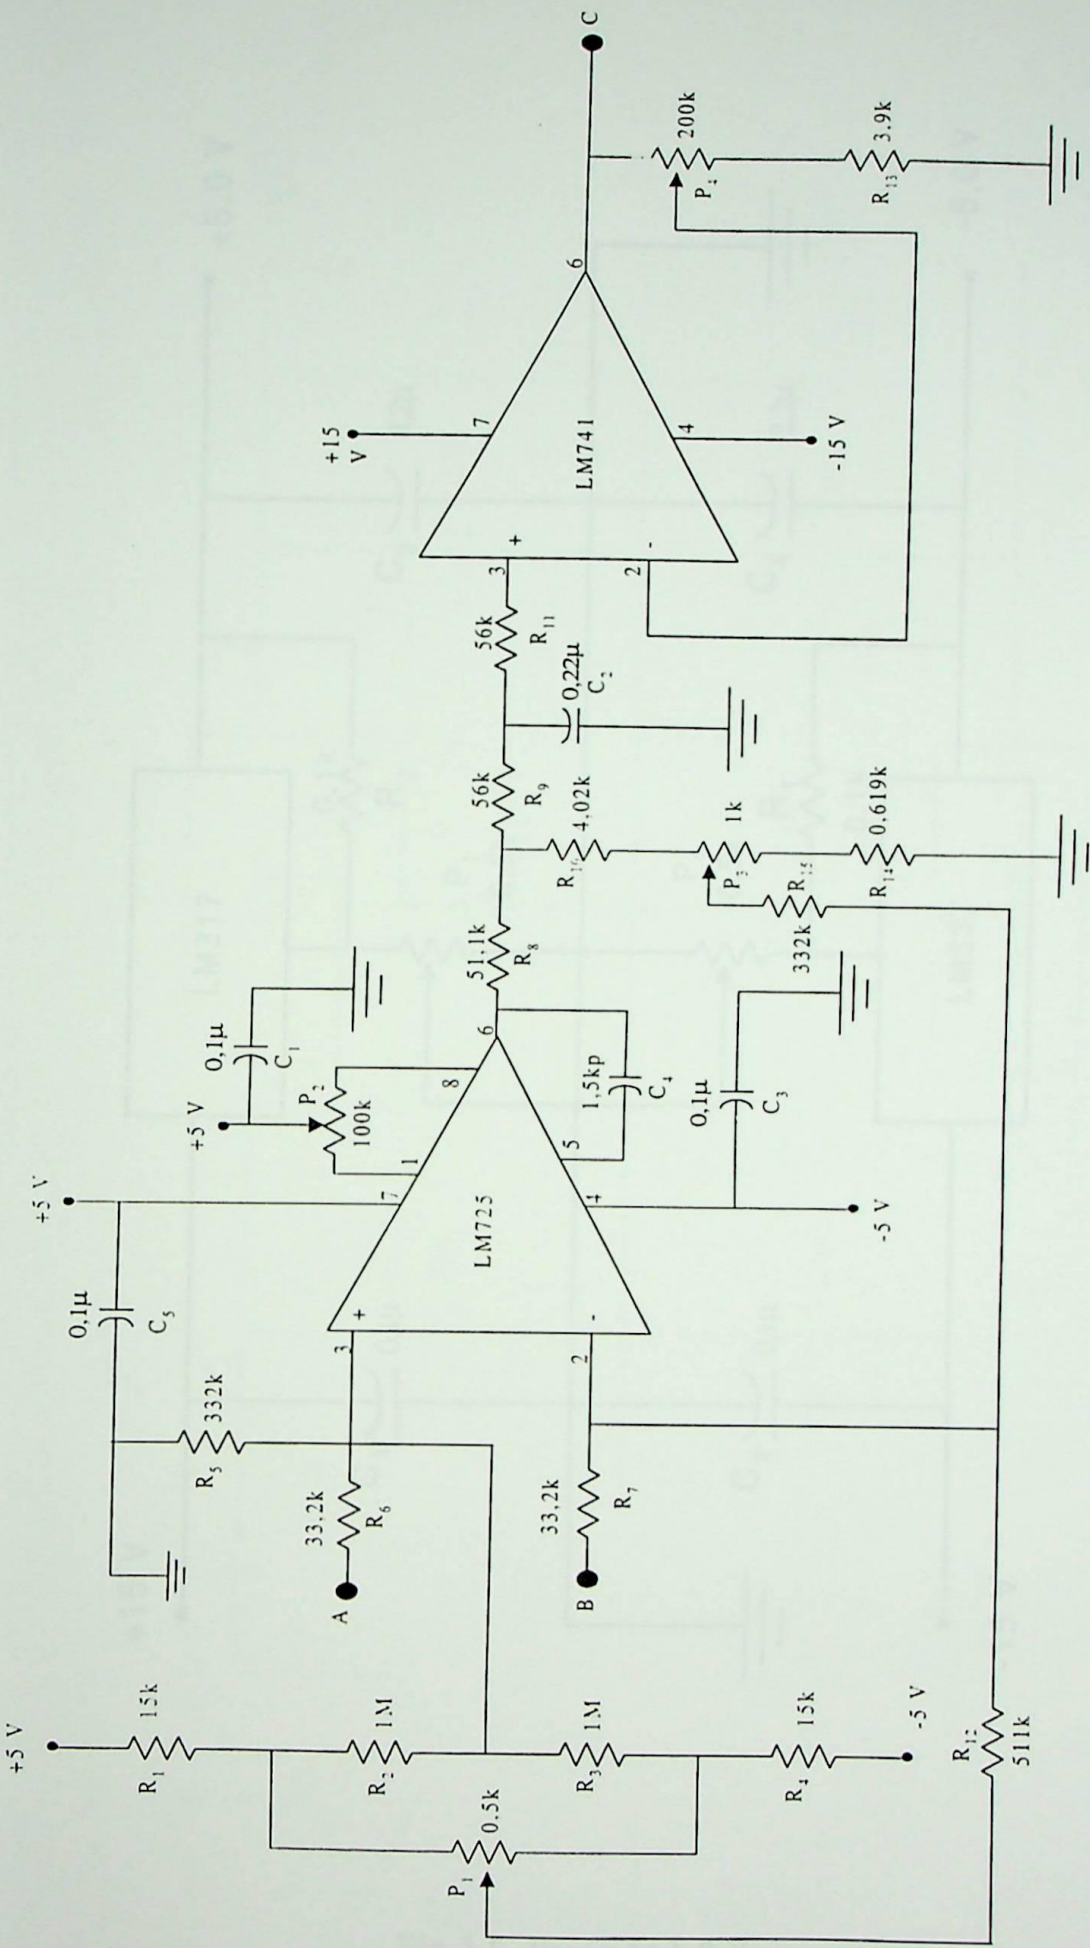 +5 V
R1 15k
R2 1M
R3 1M
R4 15k
-5 V
P1 0.5k
R12
511k
A
33,2k
R6
B
33,2k
R7
R5 332k
0,1µ
C5
+5 V
3
+
2
-
LM725
7
1
8
6
5
4
+5 V
0,1µ
C1
P2
100k
1,5kp
C4
0,1µ
C3
-5 V
51.1k
R8
56k
R9
4,02k
P3
1k
R15
332k
R14
0.619k
0,22µ
C2
56k
R11
3
+
2
-
LM741
+15
V
7
4
-15 V
6
C
200k
R13
3.9k
LM317